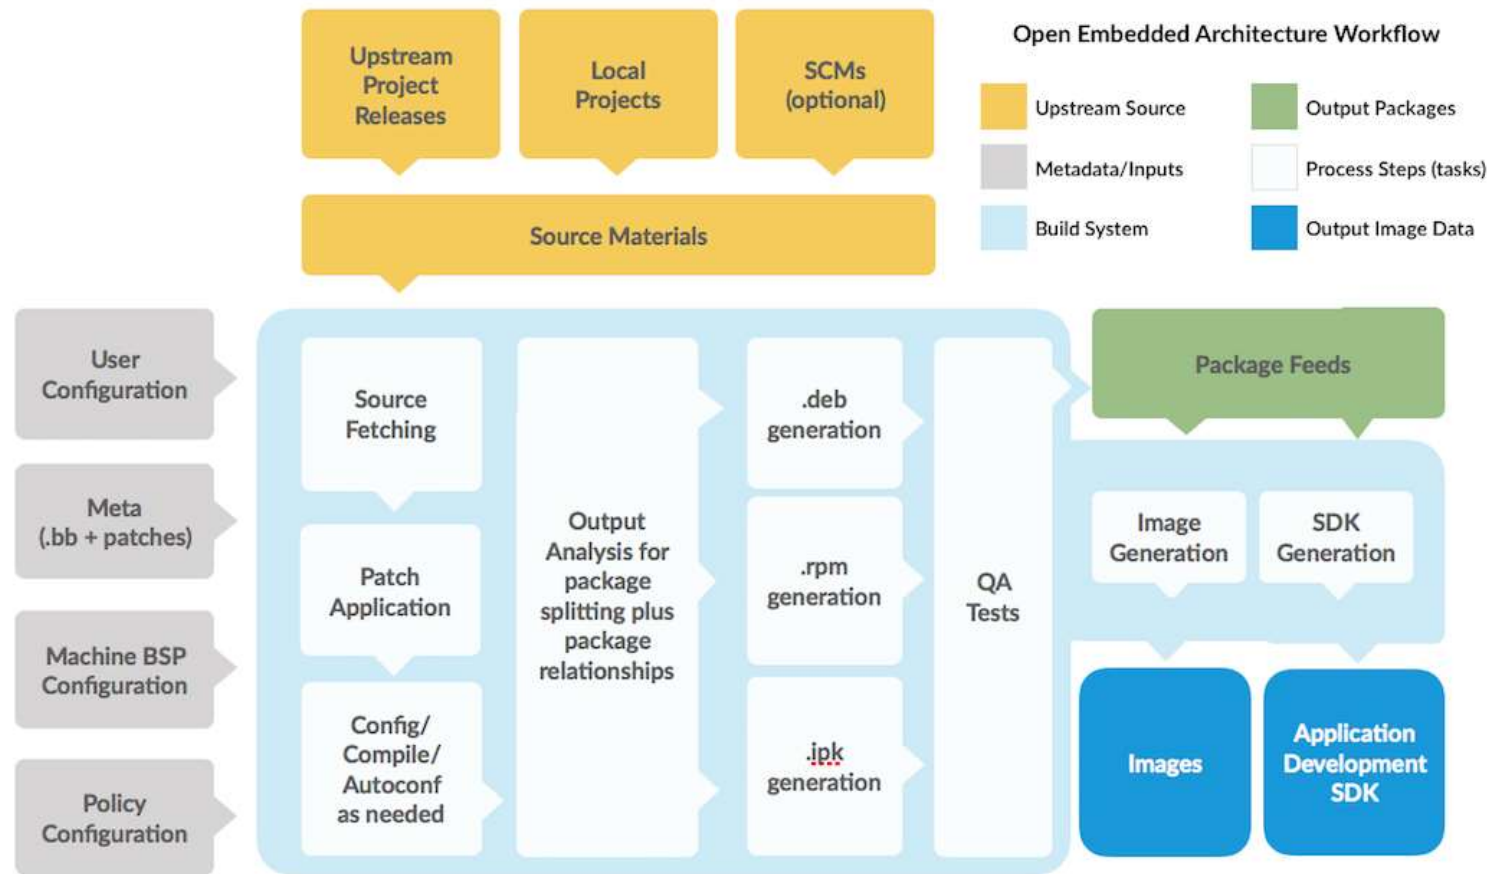 Upstream
Project
Releases
Local
Projects
SCMs
(optional)
Open Embedded Architecture Workflow
Upstream Source
Output Packages
Metadata/Inputs
Process Steps (tasks)
Build System
Output Image Data
Source Materials
User
Configuration
Meta
(.bb + patches)
Machine BSP
Configuration
Policy
Configuration
Source
Fetching
Patch
Application
Config/
Compile/
Autoconf
as needed
Output
Analysis for
package
splitting plus
package
relationships
.deb
generation
.rpm
generation
.ipk
generation
QA
Tests
Package Feeds
Image
Generation
SDK
Generation
Images
Application
Development
SDK